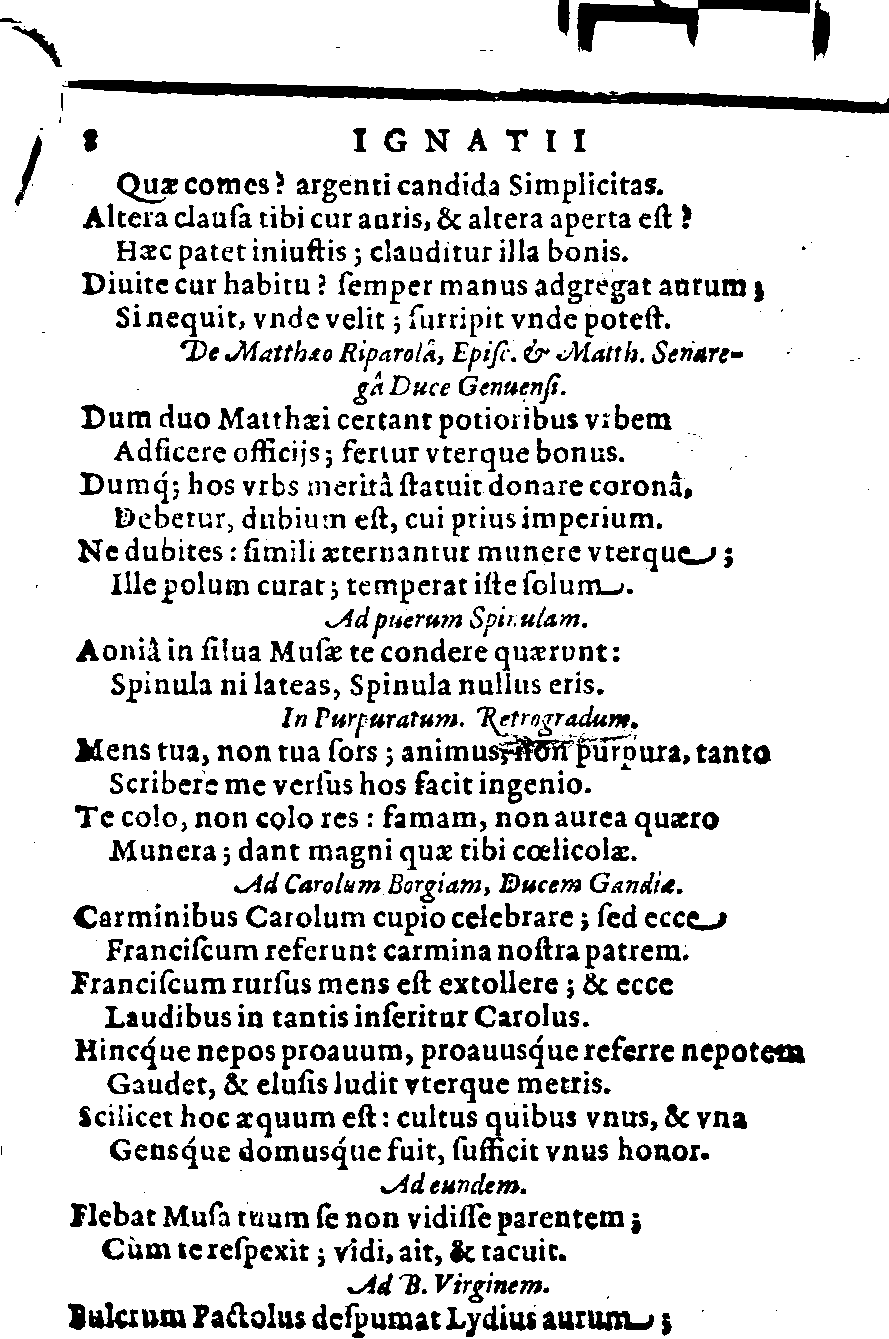 8 IGNATII
Quæ comes? argenti candida Simplicitas.
Altera clauſa tibi cur auris, & altera aperta eſt?
Hæc patet iniuſtis; clauditur illa bonis.
Diuite cur habitu? ſemper manus adgregat aurum;
Si nequit, vnde velit; ſurripit vnde poteſt.
De Matthæo Riparolâ, Epiſc. & Matth. Senare-
gâ Duce Genuenſi.
Dum duo Matthæi certant potioribus vrbem
Adficere officijs; fertur vterque bonus.
Dumq́; hos vrbs meritâ ſtatuit donare coronâ,
Debetur, dubium eſt, cui prius imperium.
Ne dubites: ſimili æternantur munere vterque;
Ille polum curat; temperat iſte ſolum.
Ad puerum Spinulam.
Aoniâ in ſilua Muſæ te condere quærunt:
Spinula ni lateas, Spinula nullus eris.
In Purpuratum. Retrogradum.
Mens tua, non tua ſors; animus, non purpura, tanto
Scribere me verſus hos facit ingenio.
Te colo, non colo res: famam, non aurea quæro
Munera; dant magni quæ tibi cœlicolæ.
Ad Carolum Borgiam, Ducem Gandiæ.
Carminibus Carolum cupio celebrare; ſed ecce
Franciſcum referunt carmina noſtra patrem.
Franciſcum rurſus mens eſt extollere; & ecce
Laudibus in tantis inſeritur Carolus.
Hincq́ue nepos proauum, proauusq́ue referre nepotem
Gaudet, & eluſis ludit vterque metris.
Scilicet hoc æquum eſt: cultus quibus vnus, & vna
Gensq́ue domusq́ue fuit, ſufficit vnus honor.
Ad eundem.
Flebat Muſa tuum ſe non vidiſſe parentem;
Cùm te reſpexit; vidi, ait, & tacuit.
Ad B. Virginem.
Pulcrum Pactolus deſpumat Lydius aurum;